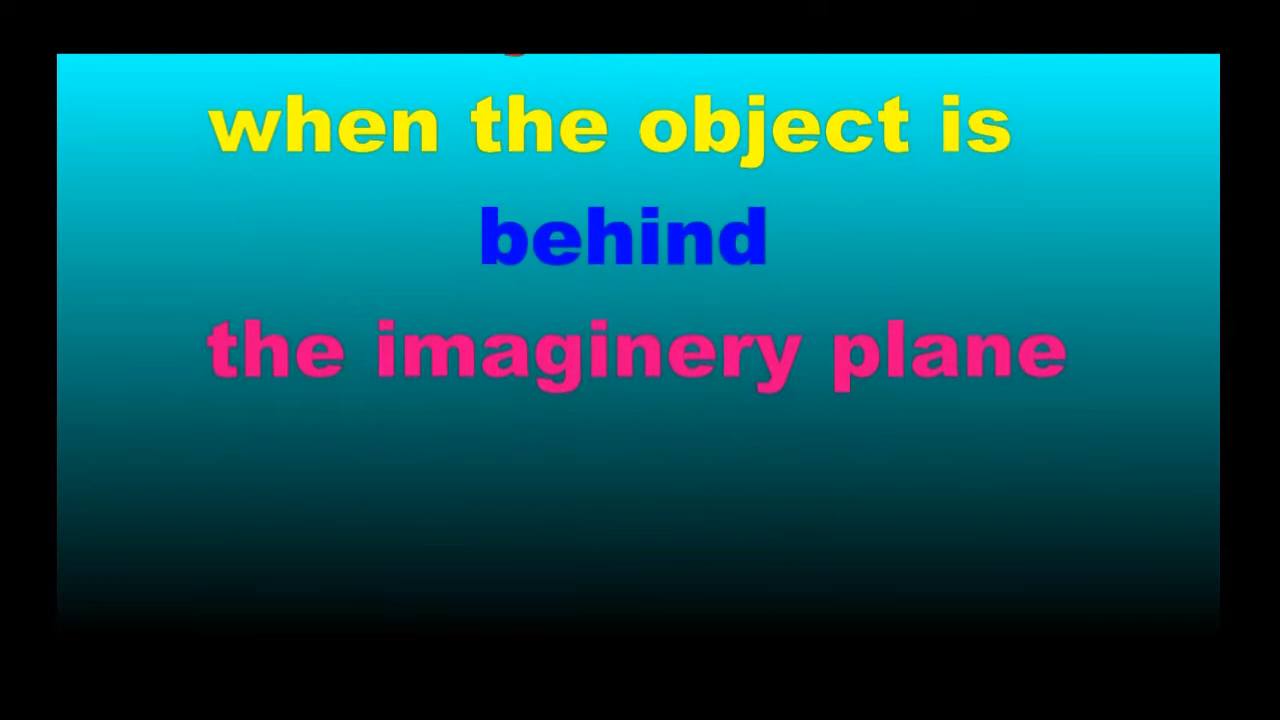 when the object is
behind
the imaginery plane